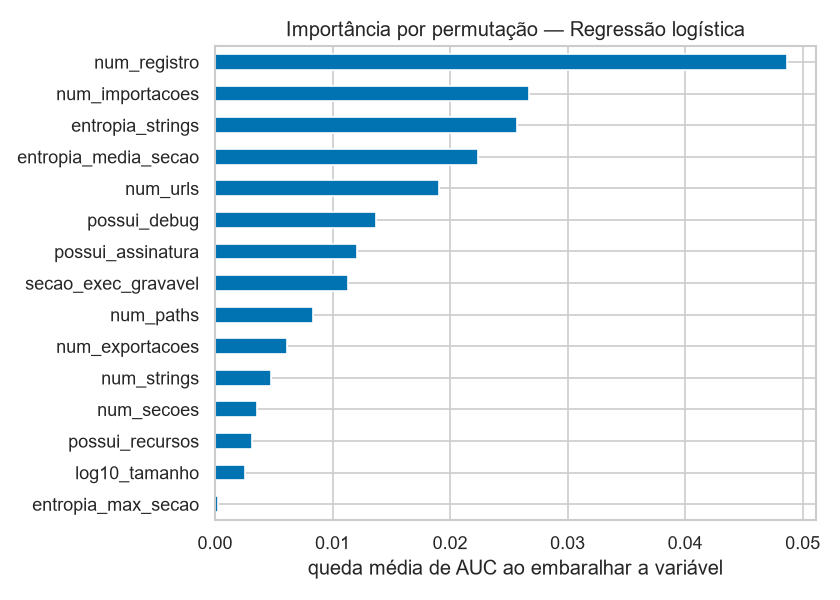 Importância por permutação — Regressão logística
num_registro
num_importacoes
entropia_strings
entropia_media_secao
num_urls
possui_debug
possui_assinatura
secao_exec_gravavel
num_paths
num_exportacoes
num_strings
num_secoes
possui_recursos
log10_tamanho
entropia_max_secao
0.00 0.01 0.02 0.03 0.04 0.05
queda média de AUC ao embaralhar a variável